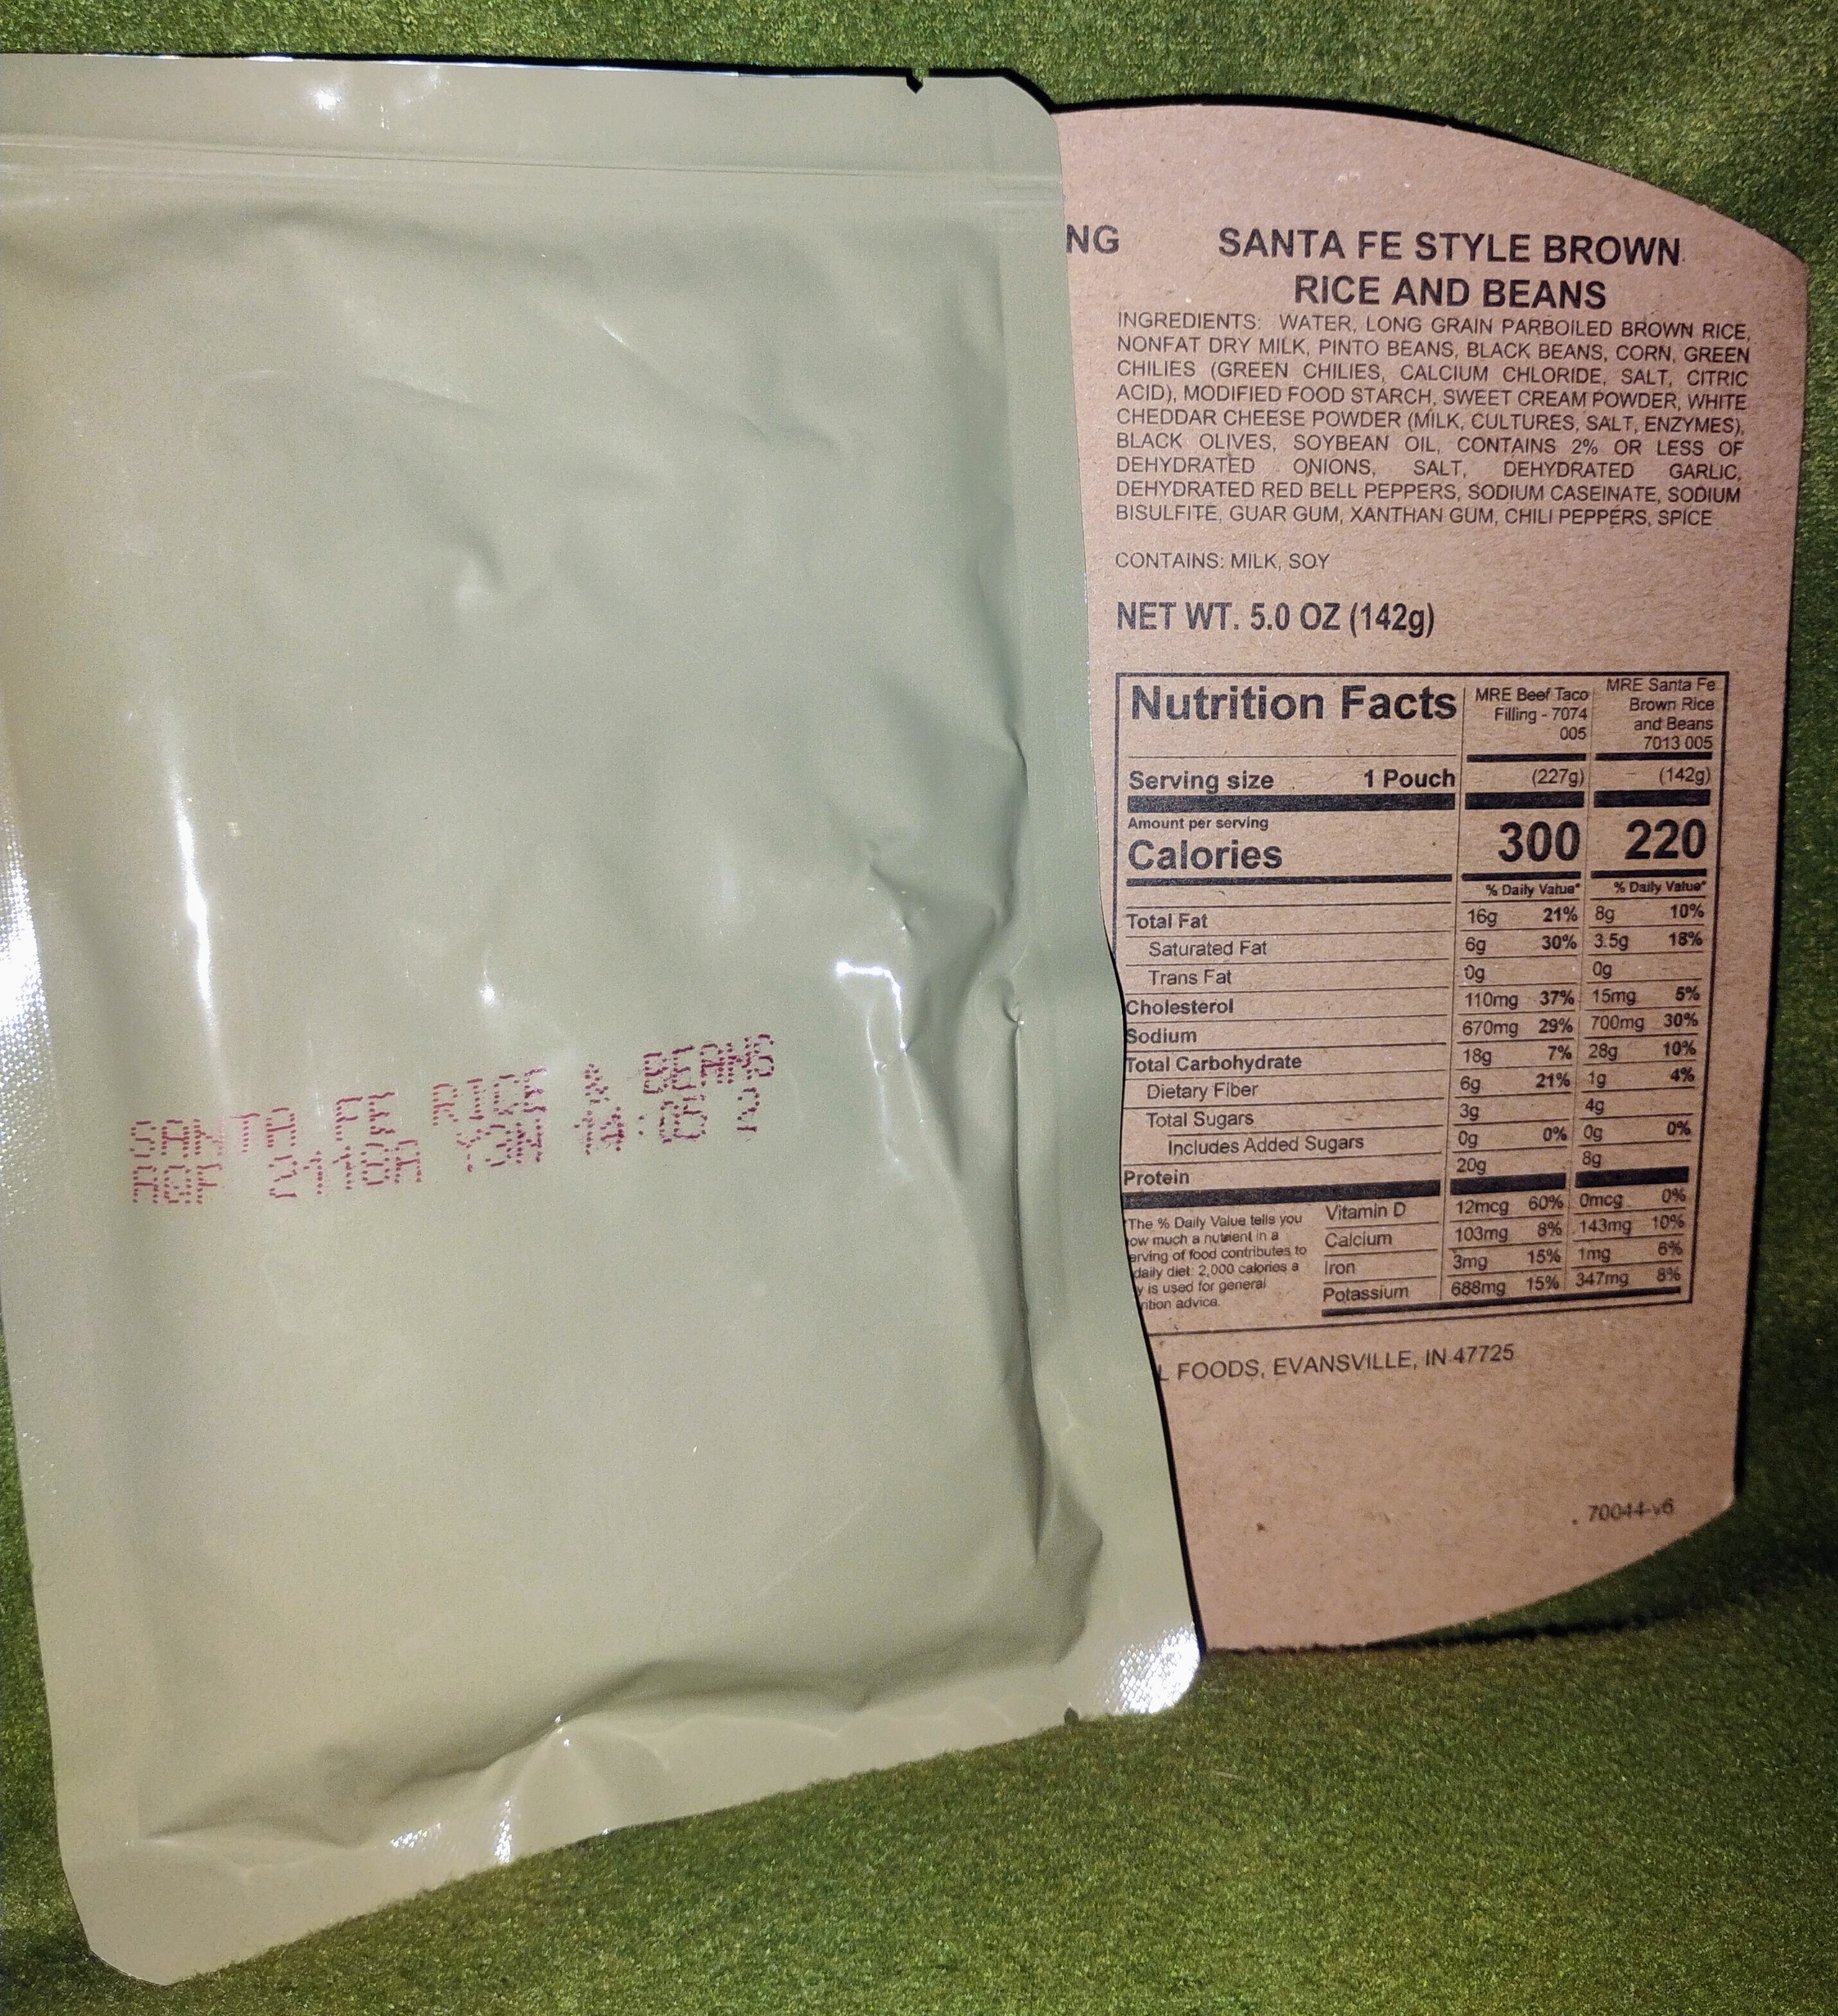 SANTA FE RICE & BEANS
NG
SANTA FE STYLE BROWN
RICE AND BEANS
INGREDIENTS: WATER, LONG GRAIN PARBOILED BROWN RICE,
NONFAT DRY MILK, PINTO BEANS, BLACK BEANS, CORN, GREEN
CHILIES (GREEN CHILIES, CALCIUM CHLORIDE, SALT, CITRIC
ACID), MODIFIED FOOD STARCH, SWEET CREAM POWDER, WHITE
CHEDDAR CHEESE POWDER (MILK, CULTURES, SALT, ENZYMES),
BLACK OLIVES, SOYBEAN OIL, CONTAINS 2% OR LESS OF
DEHYDRATED ONIONS, SALT, DEHYDRATED GARLIC,
DEHYDRATED RED BELL PEPPERS, SODIUM CASEINATE, SODIUM
BISULFITE, GUAR GUM, XANTHAN GUM, CHILI PEPPERS, SPICE
CONTAINS: MILK, SOY
NET WT. 5.0 OZ (142g)
Nutrition Facts
MRE Beef Taco
Filling - 7074
005
MRE Santa Fe
Brown Rice
and Beans
7013 005
Serving size 1 Pouch (227g) (142g)
Amount per serving
Calories 300 220
% Daily Value* % Daily Value*
Total Fat 16g 21% 8g 10%
Saturated Fat 6g 30% 3.5g 18%
Trans Fat 0g 0g
Cholesterol 110mg 37% 15mg 5%
Sodium 670mg 29% 700mg 30%
Total Carbohydrate 18g 7% 28g 10%
Dietary Fiber 6g 21% 1g 4%
Total Sugars 3g 4g
Includes Added Sugars 0g 0% 0g 0%
Protein 20g 8g
Vitamin D 12mcg 60% 0mcg 0%
Calcium 103mg 8% 143mg 10%
Iron 3mg 15% 1mg 6%
Potassium 688mg 15% 347mg 8%
*The % Daily Value tells you
ow much a nutrient in a
erving of food contributes to
daily diet. 2,000 calories a
y is used for general
ntion advice.
L FOODS, EVANSVILLE, IN 47725
70044-v6